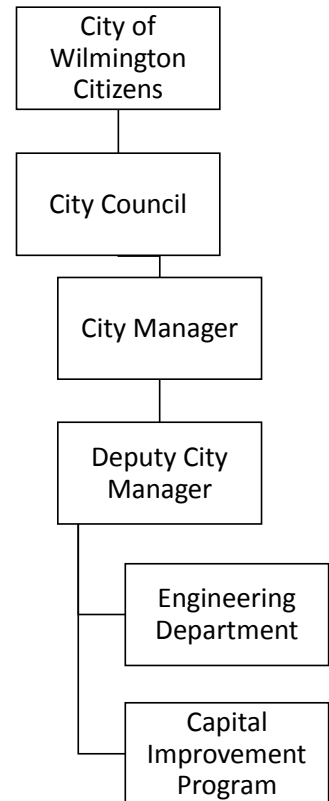 City of
Wilmington
Citizens
City Council
City Manager
Deputy City
Manager
Engineering
Department
Capital
Improvement
Program